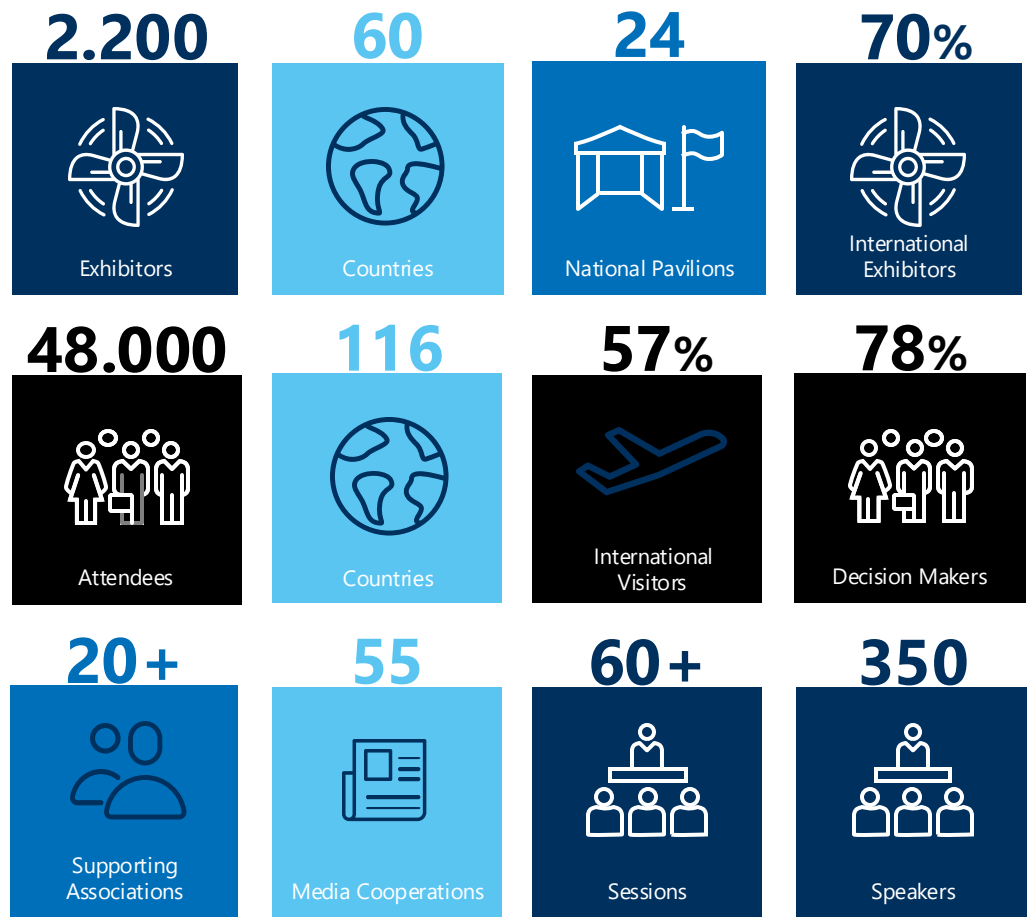 2.200
60
24
70%
Exhibitors
Countries
National Pavilions
International
Exhibitors
48.000
116
57%
78%
Attendees
Countries
International
Visitors
Decision Makers
20+
55
60+
350
Supporting
Associations
Media Cooperations
Sessions
Speakers